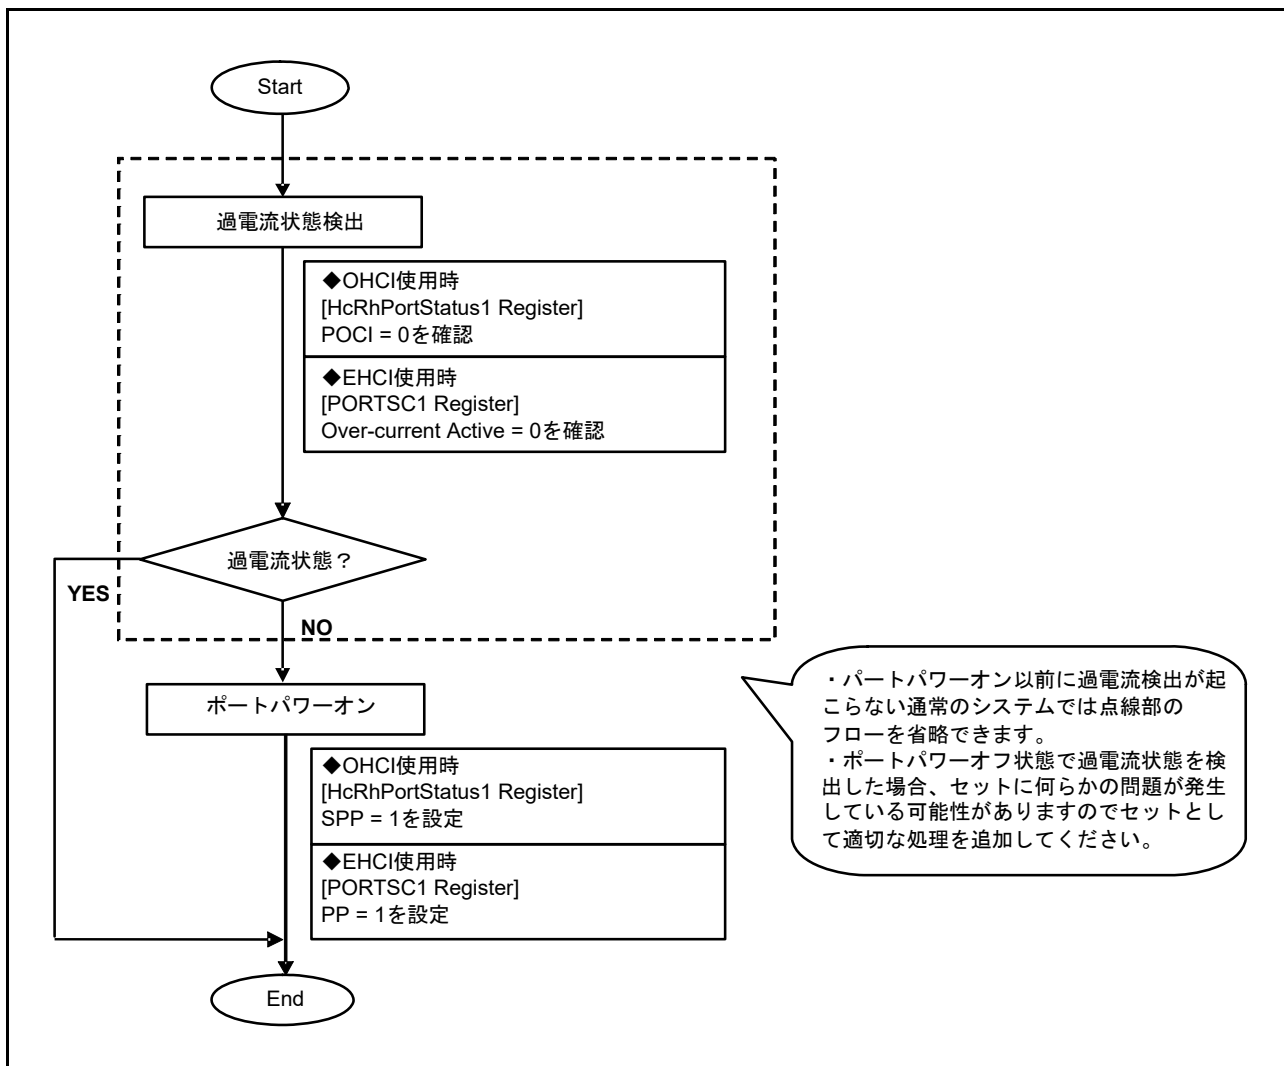 Start
過電流状態検出
◆OHCI使用時
[HcRhPortStatus1 Register]
POCI = 0を確認
◆EHCI使用時
[PORTSC1 Register]
Over-current Active = 0を確認
過電流状態？
YES
NO
ポートパワーオン
◆OHCI使用時
[HcRhPortStatus1 Register]
SPP = 1を設定
◆EHCI使用時
[PORTSC1 Register]
PP = 1を設定
・パートパワーオン以前に過電流検出が起
こらない通常のシステムでは点線部の
フローを省略できます。
・ポートパワーオフ状態で過電流状態を検
出した場合、セットに何らかの問題が発生
している可能性がありますのでセットとし
て適切な処理を追加してください。
End